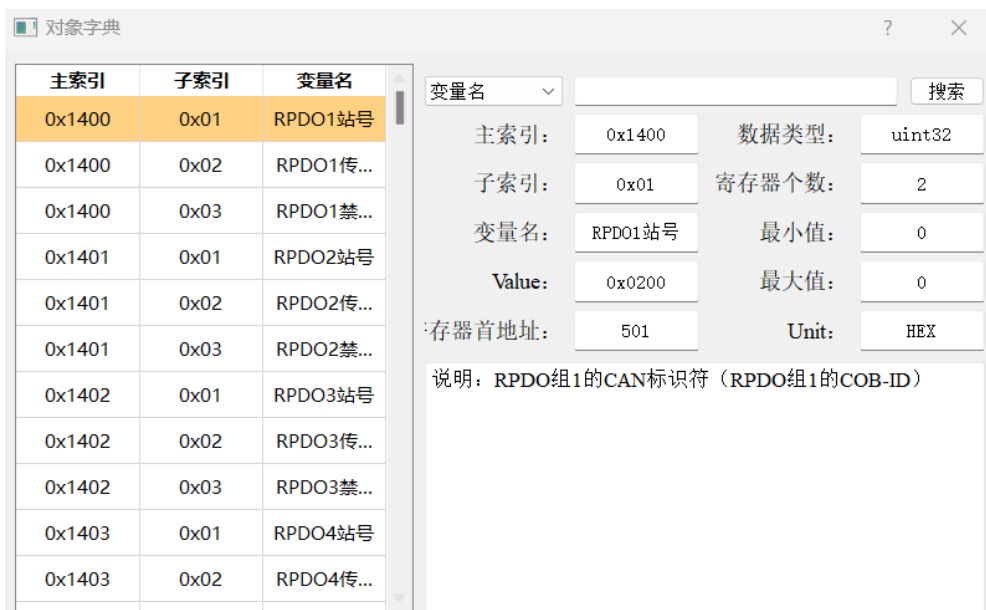 对象字典
主索引 子索引 变量名
0x1400 0x01 RPDO1站号
0x1400 0x02 RPDO1传...
0x1400 0x03 RPDO1禁...
0x1401 0x01 RPDO2站号
0x1401 0x02 RPDO2传...
0x1401 0x03 RPDO2禁...
0x1402 0x01 RPDO3站号
0x1402 0x02 RPDO3传...
0x1402 0x03 RPDO3禁...
0x1403 0x01 RPDO4站号
0x1403 0x02 RPDO4传...
变量名 搜索
主索引： 0x1400 数据类型： uint32
子索引： 0x01 寄存器个数： 2
变量名： RPDO1站号 最小值： 0
Value： 0x0200 最大值： 0
存器首地址： 501 Unit： HEX
说明：RPDO组1的CAN标识符（RPDO组1的COB-ID）